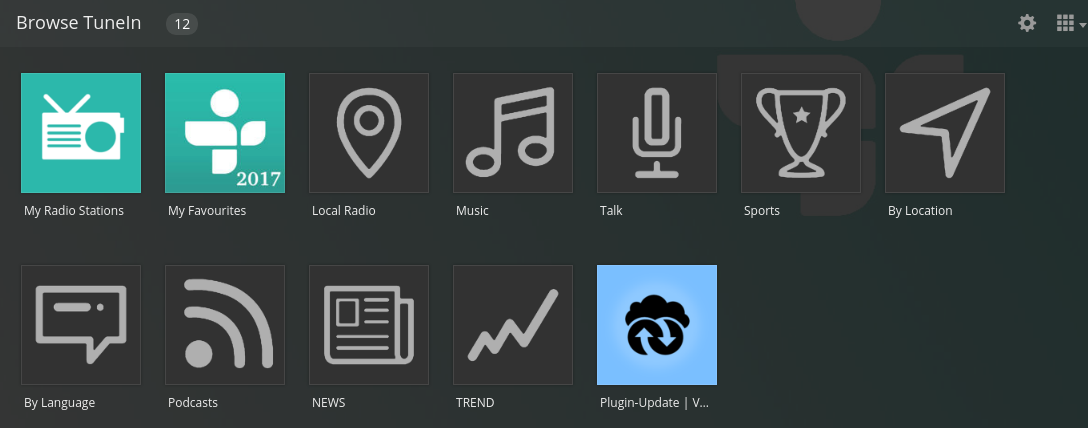 Browse TuneIn 12
2017
My Radio Stations
My Favourites
Local Radio
Music
Talk
Sports
By Location
By Language
Podcasts
NEWS
TREND
Plugin-Update | V...